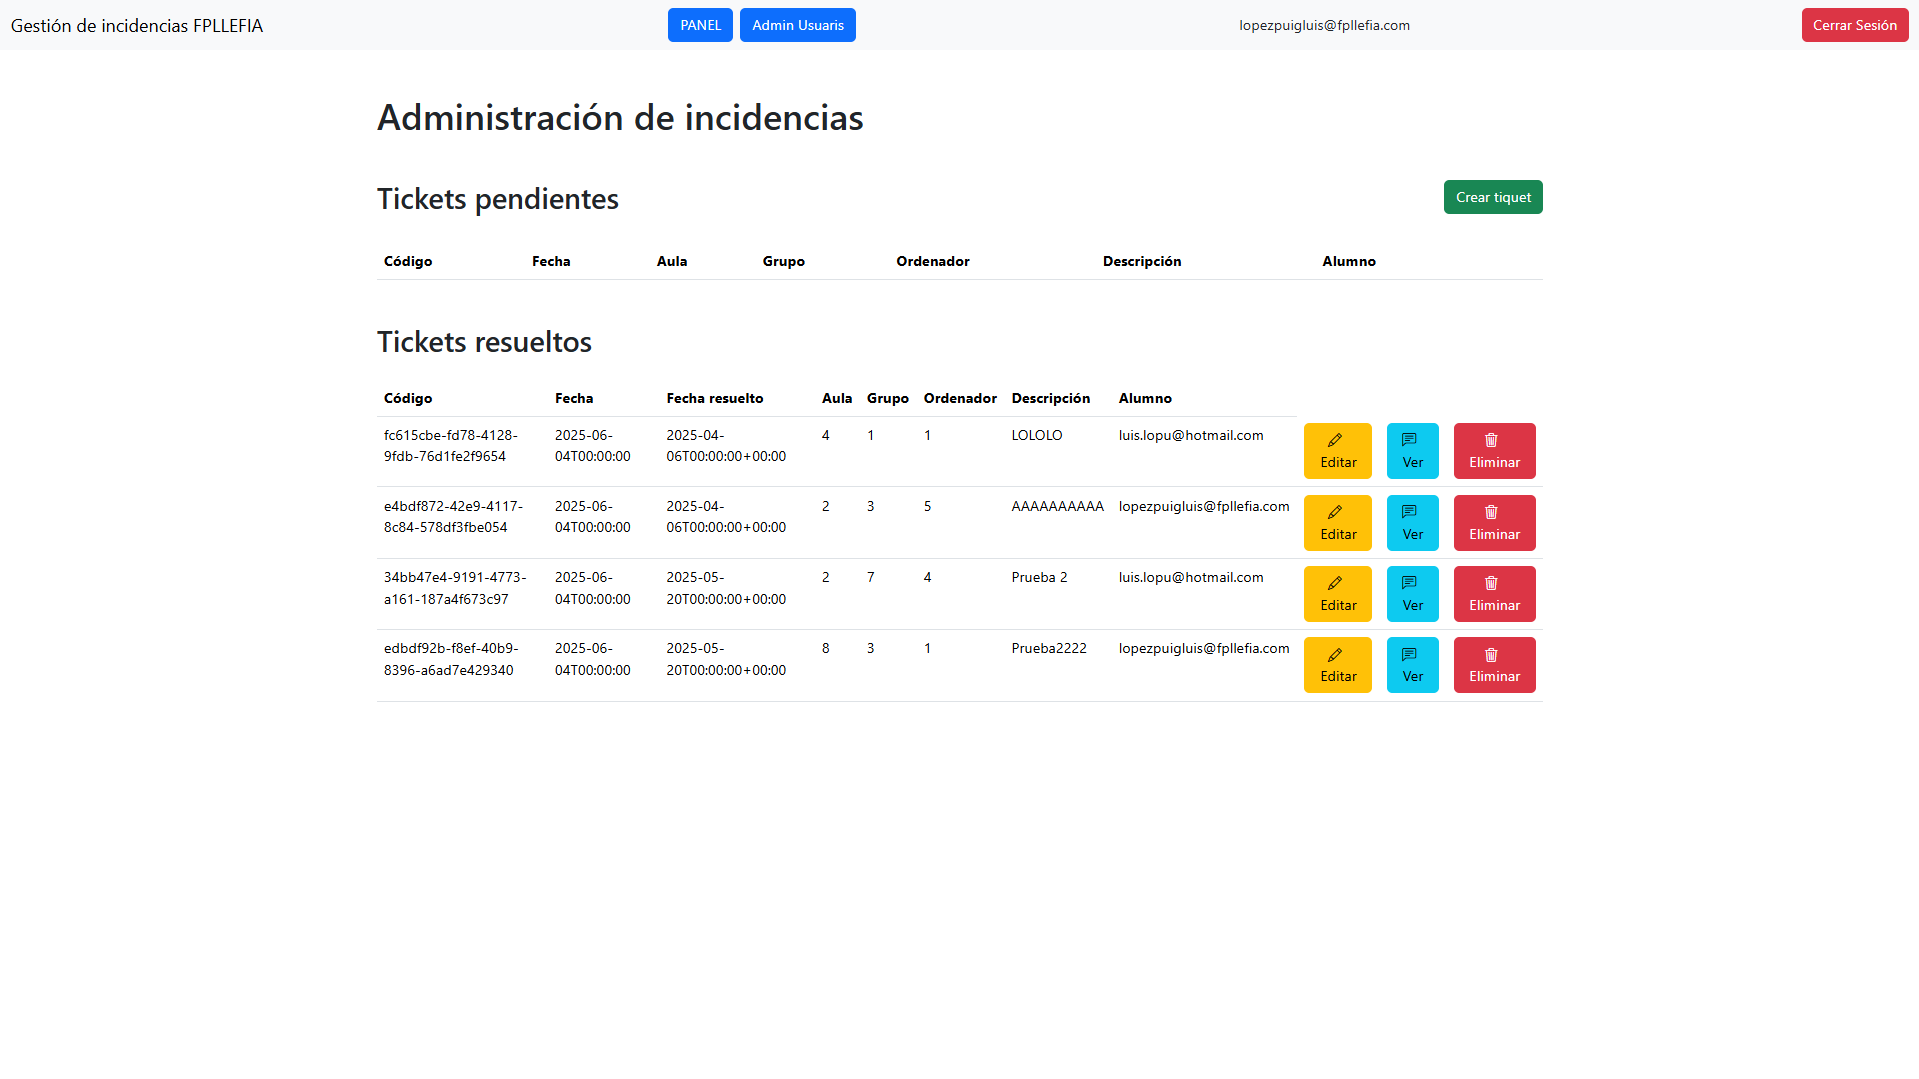 Gestión de incidencias FPLLEFIA PANEL Admin Usuaris lopezpuigluis@fpllefia.com Cerrar Sesión
Administración de incidencias
Tickets pendientes Crear tiquet
Código Fecha Aula Grupo Ordenador Descripción Alumno
Tickets resueltos
Código Fecha Fecha resuelto Aula Grupo Ordenador Descripción Alumno
fc615cbe-fd78-4128- 2025-06- 2025-04- 4 1 1 LOLOLO luis.lopu@hotmail.com
9fdb-76d1fe2f9654 04T00:00:00 06T00:00:00+00:00 Editar Ver Eliminar
e4bdf872-42e9-4117- 2025-06- 2025-04- 2 3 5 AAAAAAAAAA lopezpuigluis@fpllefia.com
8c84-578df3fbe054 04T00:00:00 06T00:00:00+00:00 Editar Ver Eliminar
34bb47e4-9191-4773- 2025-06- 2025-05- 2 7 4 Prueba 2 luis.lopu@hotmail.com
a161-187a4f673c97 04T00:00:00 20T00:00:00+00:00 Editar Ver Eliminar
edbdf92b-f8ef-40b9- 2025-06- 2025-05- 8 3 1 Prueba2222 lopezpuigluis@fpllefia.com
8396-a6ad7e429340 04T00:00:00 20T00:00:00+00:00 Editar Ver Eliminar